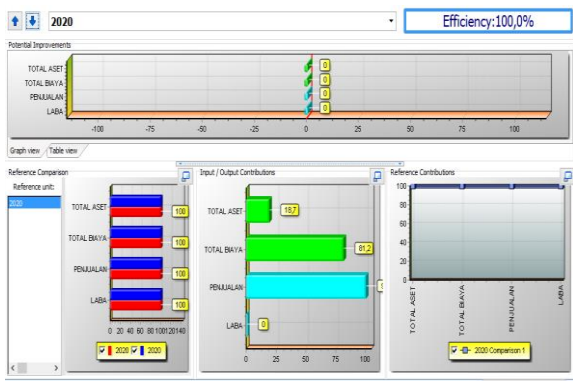 2020
Efficiency:100,0%
Potential Improvements
TOTAL ASET
TOTAL BIAYA
PENJUALAN
LABA
0
0
0
0
-100 -75 -50 -25 0 25 50 75 100
Graph view Table view
Reference Comparison
Reference unit:
2020
TOTAL ASET
TOTAL BIAYA
PENJUALAN
LABA
100
100
100
100
0 20 40 60 80 100 120 140
2020 2020
Input / Output Contributions
TOTAL ASET
TOTAL BIAYA
PENJUALAN
LABA
18,7
81,2
0
0 25 50 75 100
Reference Contributions
100
80
60
40
20
0
TOTAL ASET
TOTAL BIAYA
PENJUALAN
LABA
2020 Comparison 1